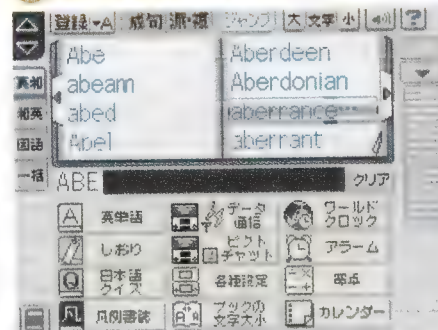 登録▼A 成句 派・複 ジャンプ 大 文字 小 ?
Abe Aberdeen
英和 abeam Aberdonian
和英 abed aberrance…
国語 Abel aberrant
一括 ABE クリア
英単語 データ通信 ワールドクロック
しおり ピクトチャット アラーム
日本語クイズ 各種設定 電卓
凡例書誌 ブックの文字大小 カレンダー